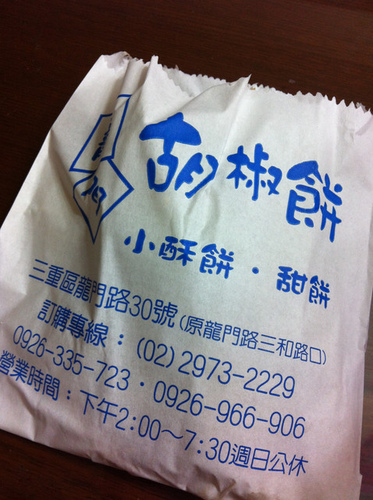 胡椒餅
小酥餅·甜餅
三重區龍門路30號(原龍門路三和路口)
訂購專線：(02)2973-2229
0926-335-723·0926-966-906
營業時間：下午2:00～7:30週日公休